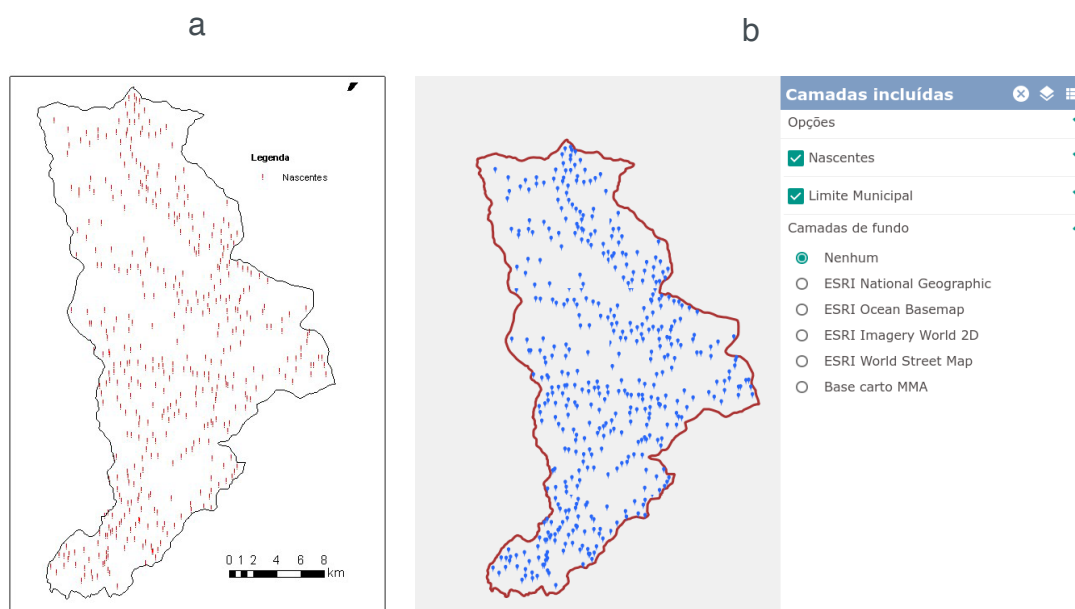 a
b
Legenda
Nascentes
0 1 2 4 6 8
km
Camadas incluídas
Opções
Nascentes
Limite Municipal
Camadas de fundo
Nenhum
ESRI National Geographic
ESRI Ocean Basemap
ESRI Imagery World 2D
ESRI World Street Map
Base carto MMA